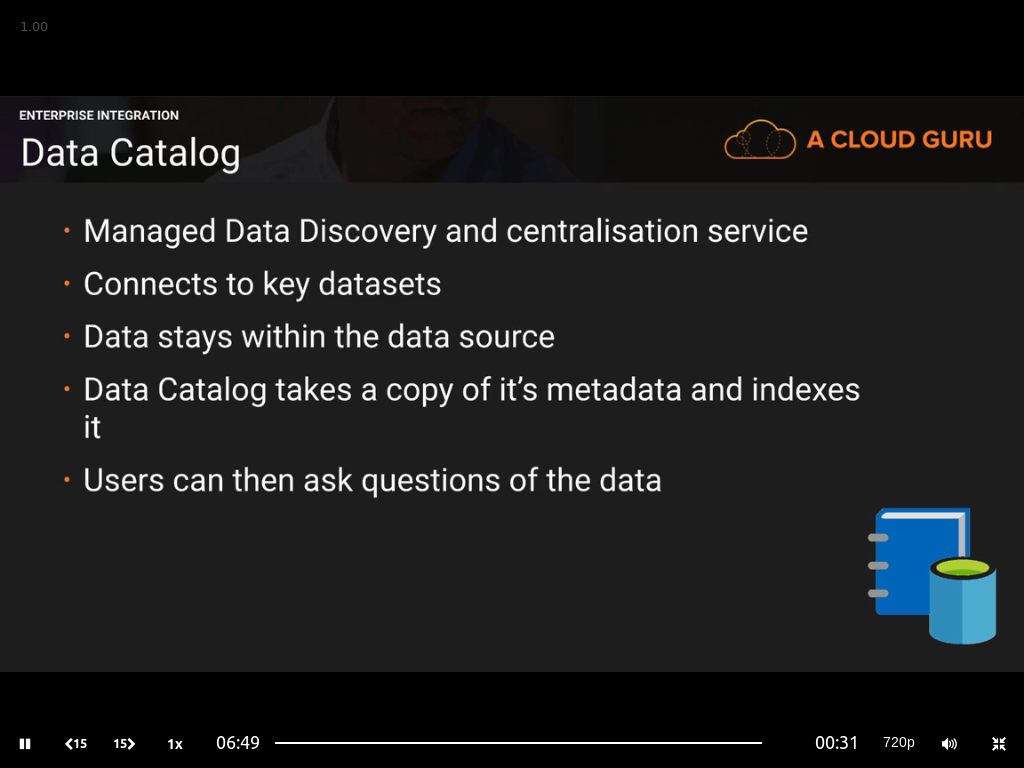 1.00
ENTERPRISE INTEGRATION
Data Catalog
A CLOUD GURU
• Managed Data Discovery and centralisation service
• Connects to key datasets
• Data stays within the data source
• Data Catalog takes a copy of it’s metadata and indexes
it
• Users can then ask questions of the data
15 15 1x 06:49 00:31 720p